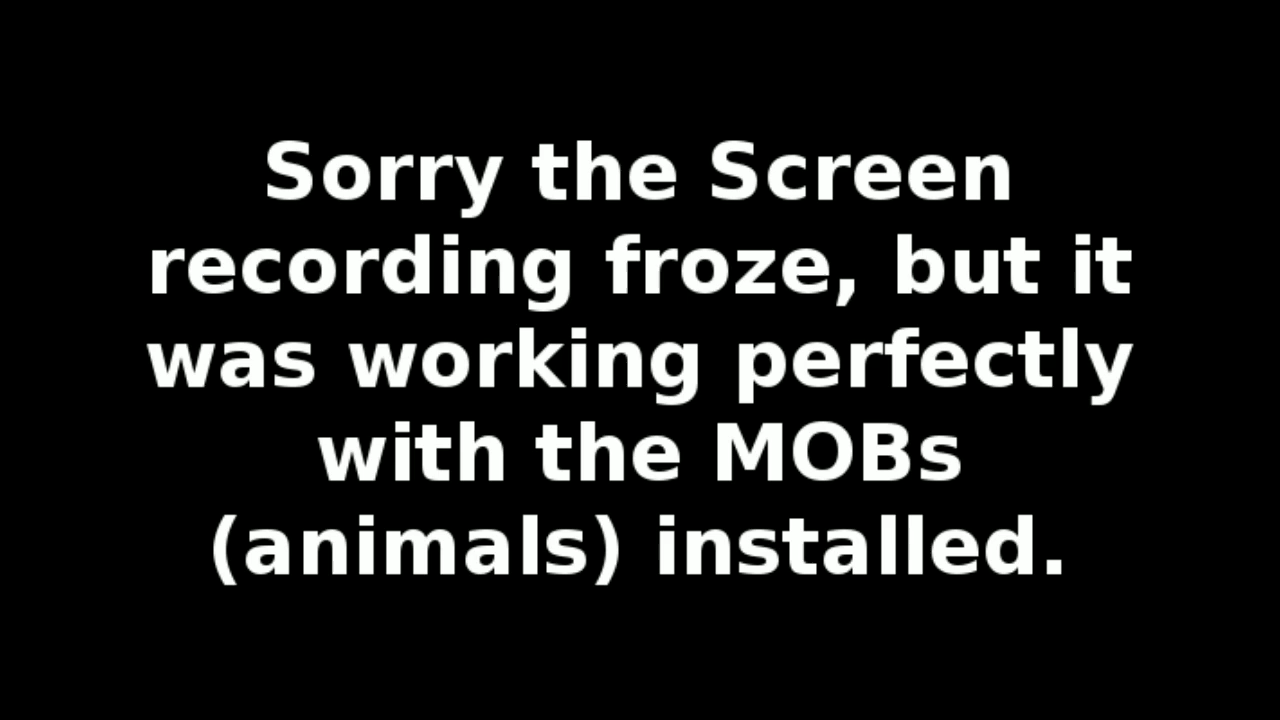 Sorry the Screen
recording froze, but it
was working perfectly
with the MOBs
(animals) installed.